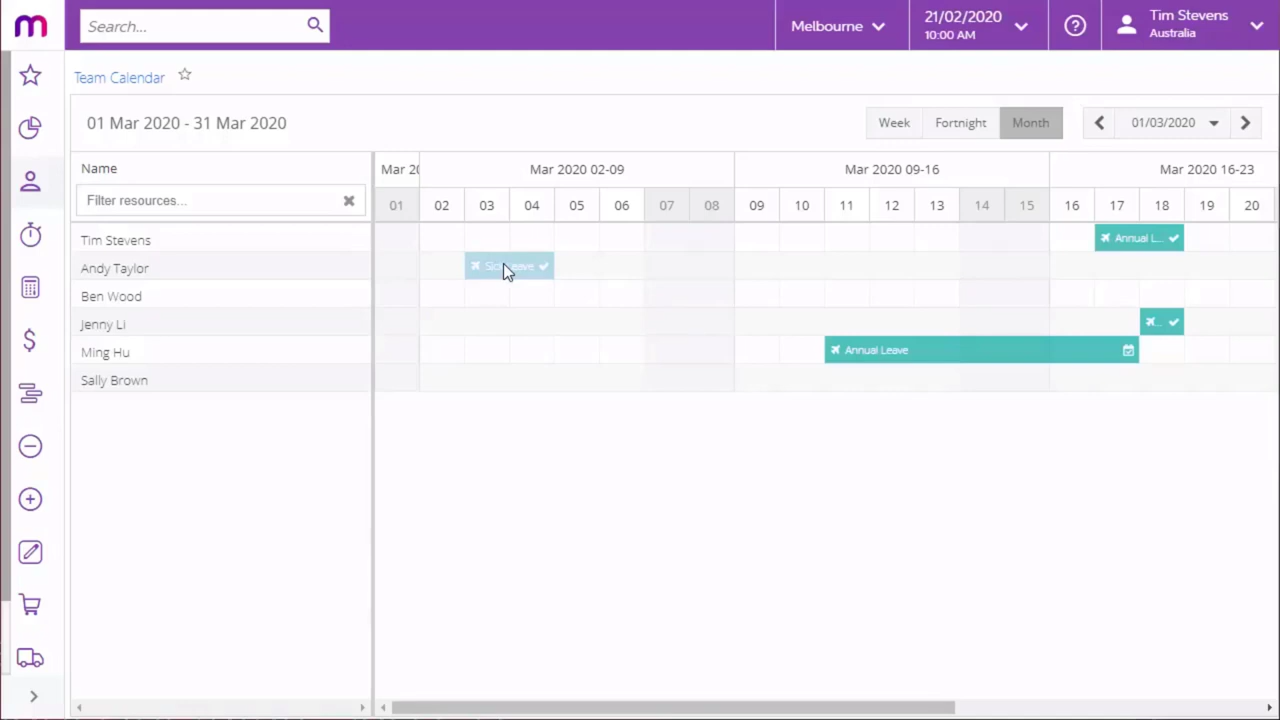 m
Search...
Melbourne
21/02/2020
10:00 AM
Tim Stevens
Australia
Team Calendar
01 Mar 2020 - 31 Mar 2020
Week
Fortnight
Month
01/03/2020
Name
Mar 20
Mar 2020 02-09
Mar 2020 09-16
Mar 2020 16-23
Filter resources...
01 02 03 04 05 06 07 08 09 10 11 12 13 14 15 16 17 18 19 20
Tim Stevens
Annual L...
Andy Taylor
Sick Leave
Ben Wood
Jenny Li
...
Ming Hu
Annual Leave
Sally Brown